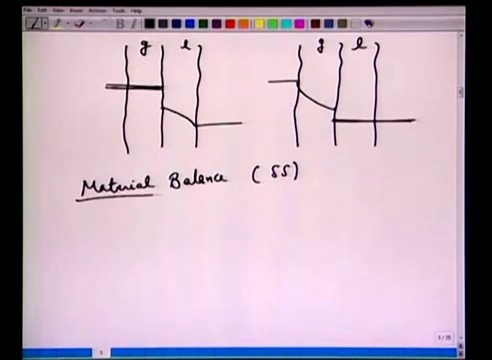 File Edit View Insert Actions Tools Help
g l g l
Material Balance (SS)